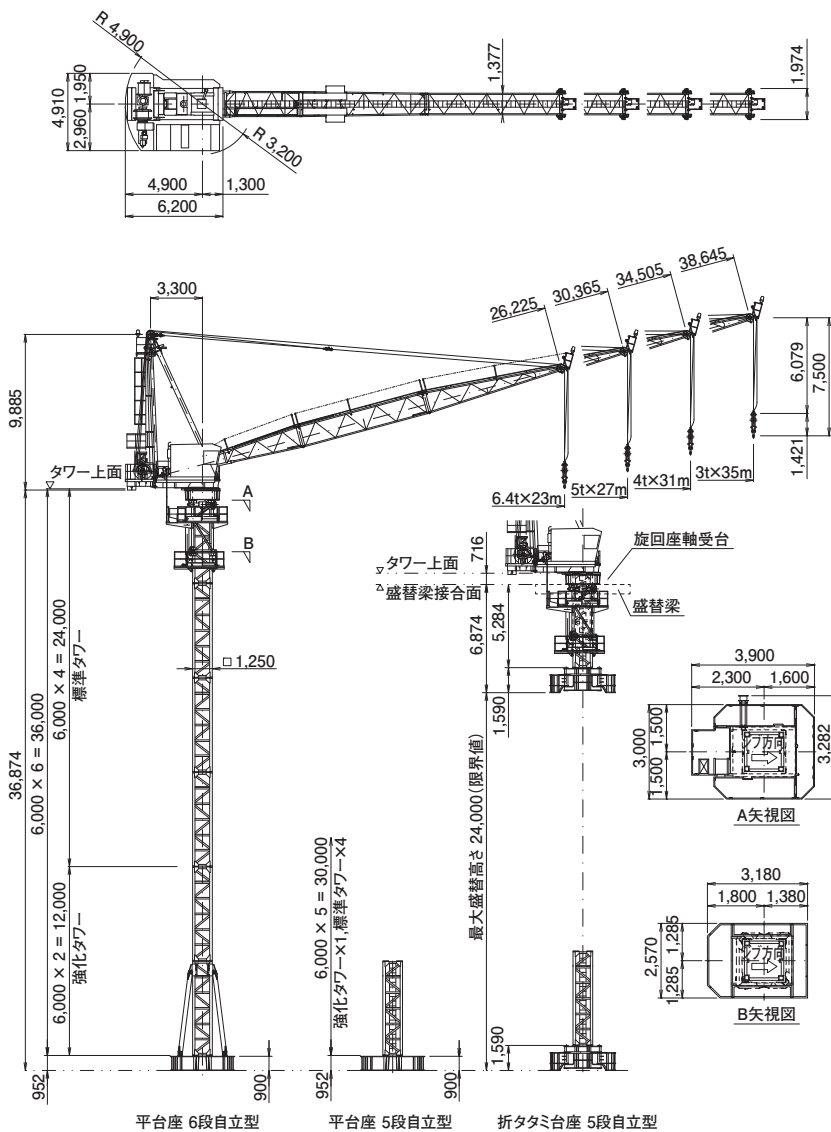 R 4,900
4,910
1,950
2,960
R 3,200
4,900
1,300
6,200
1,377
1,974
3,300
9,885
26,225
30,365
34,505
38,645
6,079
7,500
1,421
6.4t×23m
5t×27m
4t×31m
3t×35m
タワー上面
A
B
□1,250
36,874
6,000 × 6 = 36,000
6,000 × 4 = 24,000
標準タワー
6,000 × 2 = 12,000
強化タワー
952
900
平台座 6段自立型
6,000 × 5 = 30,000
強化タワー×1,標準タワー×4
952
900
平台座 5段自立型
タワー上面
盛替梁接合面
716
旋回座軸受台
盛替梁
6,874
5,284
1,590
最大盛替高さ 24,000(限界値)
1,590
折タタミ台座 5段自立型
3,900
2,300
1,600
3,000
1,500
1,500
3,282
ジブ方向
A矢視図
3,180
1,800
1,380
2,570
1,285
1,285
ジブ方向
B矢視図